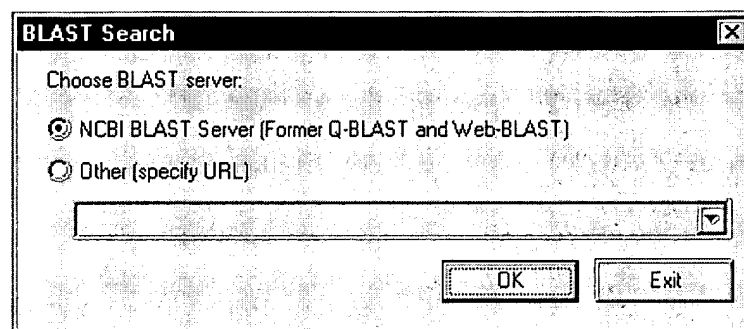 BLAST Search
Choose BLAST server:
NCBI BLAST Server (Former Q-BLAST and Web-BLAST)
Other (specify URL)
OK
Exit